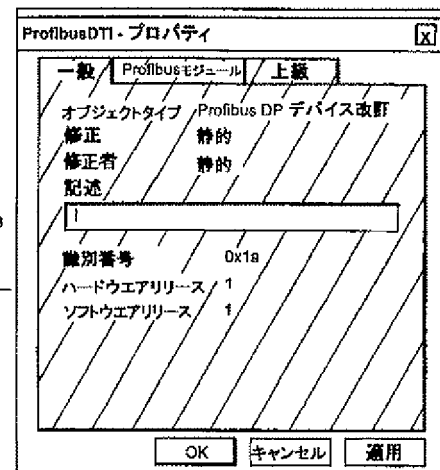 ProfibusDT1 - プロパティ X
一般 Profibusモジュール 上級
オブジェクトタイプ Profibus DP デバイス改訂
修正 静的
修正者 静的
記述
識別番号 0x1a
ハードウエアリリース 1
ソフトウエアリリース 1
OK キャンセル 適用